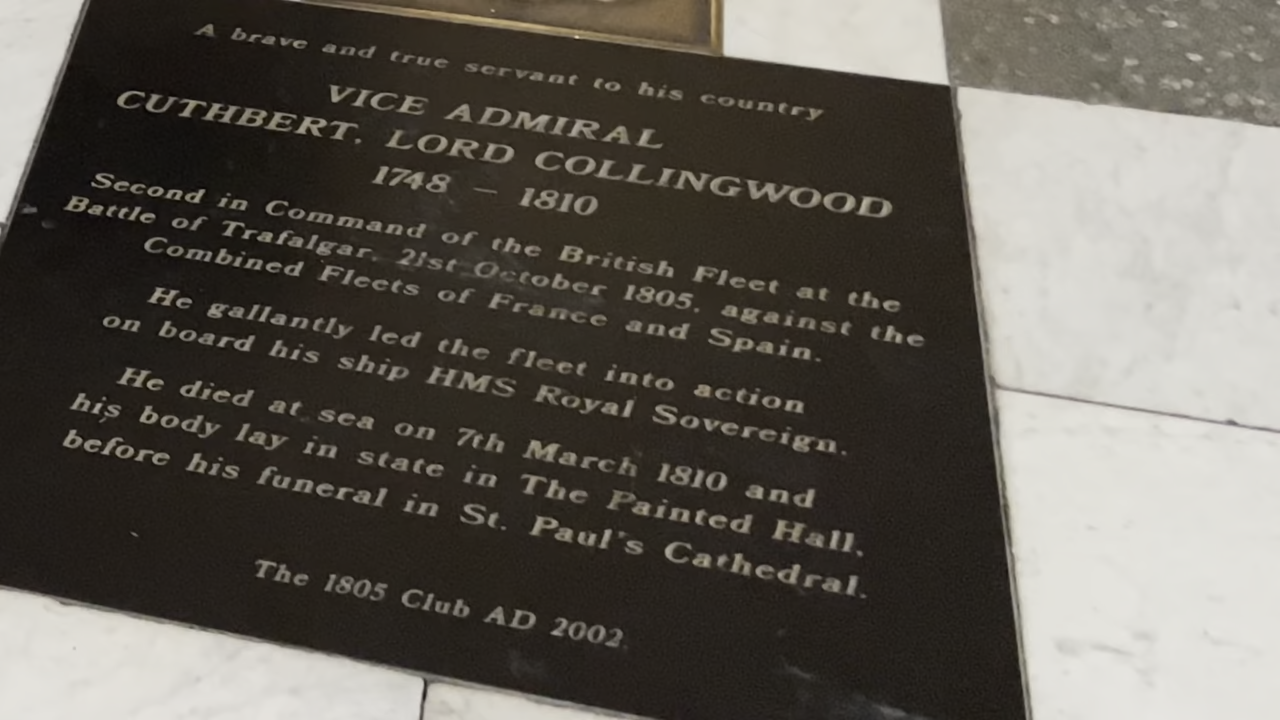 A brave and true servant to his country
VICE ADMIRAL
CUTHBERT, LORD COLLINGWOOD
1748 – 1810
Second in Command of the British Fleet at the
Battle of Trafalgar, 21st October 1805, against the
Combined Fleets of France and Spain.
He gallantly led the fleet into action
on board his ship HMS Royal Sovereign.
He died at sea on 7th March 1810 and
his body lay in state in The Painted Hall,
before his funeral in St. Paul's Cathedral.
The 1805 Club AD 2002